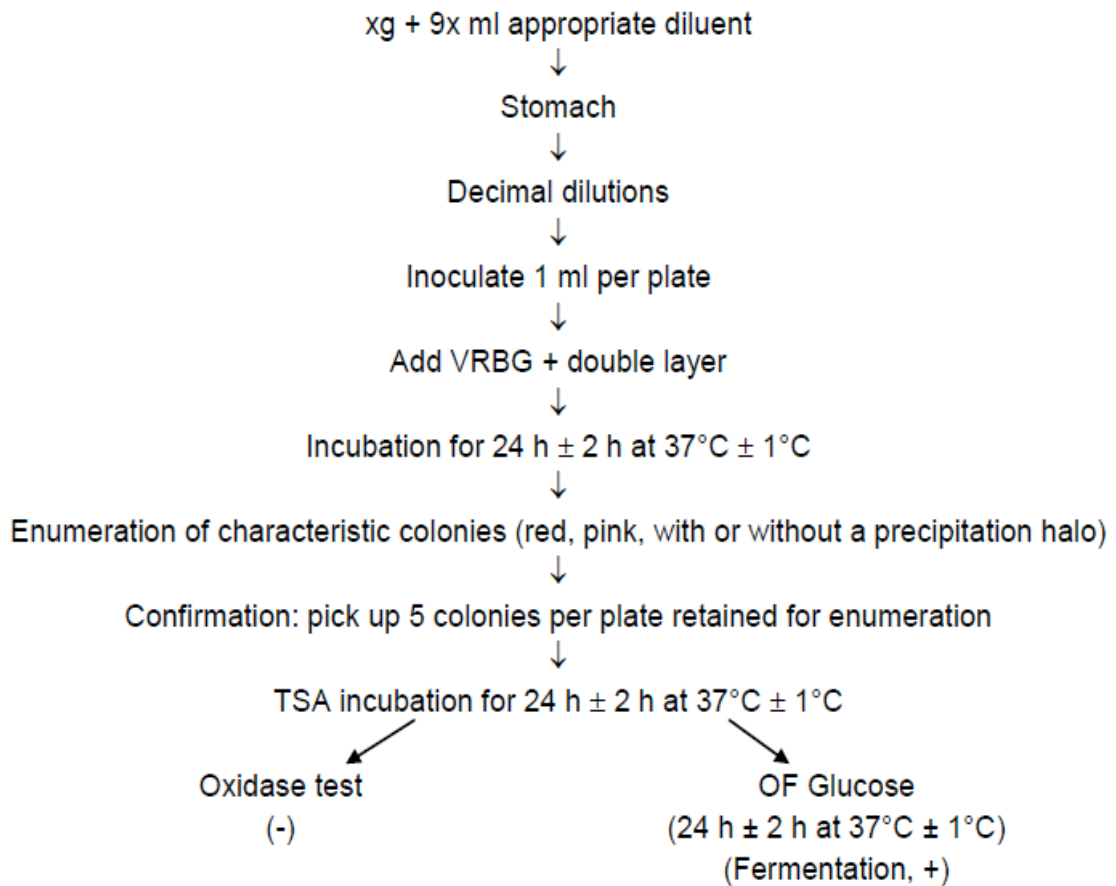 xg + 9x ml appropriate diluent
↓
Stomach
↓
Decimal dilutions
↓
Inoculate 1 ml per plate
↓
Add VRBG + double layer
↓
Incubation for 24 h ± 2 h at 37°C ± 1°C
↓
Enumeration of characteristic colonies (red, pink, with or without a precipitation halo)
↓
Confirmation: pick up 5 colonies per plate retained for enumeration
↓
TSA incubation for 24 h ± 2 h at 37°C ± 1°C
Oxidase test
(-)
OF Glucose
(24 h ± 2 h at 37°C ± 1°C)
(Fermentation, +)